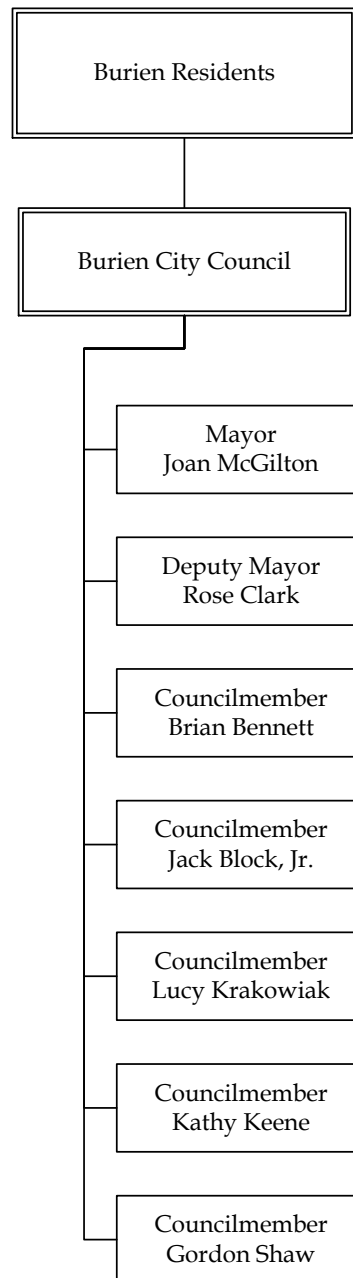 Burien Residents
Burien City Council
Mayor
Joan McGilton
Deputy Mayor
Rose Clark
Councilmember
Brian Bennett
Councilmember
Jack Block, Jr.
Councilmember
Lucy Krakowiak
Councilmember
Kathy Keene
Councilmember
Gordon Shaw